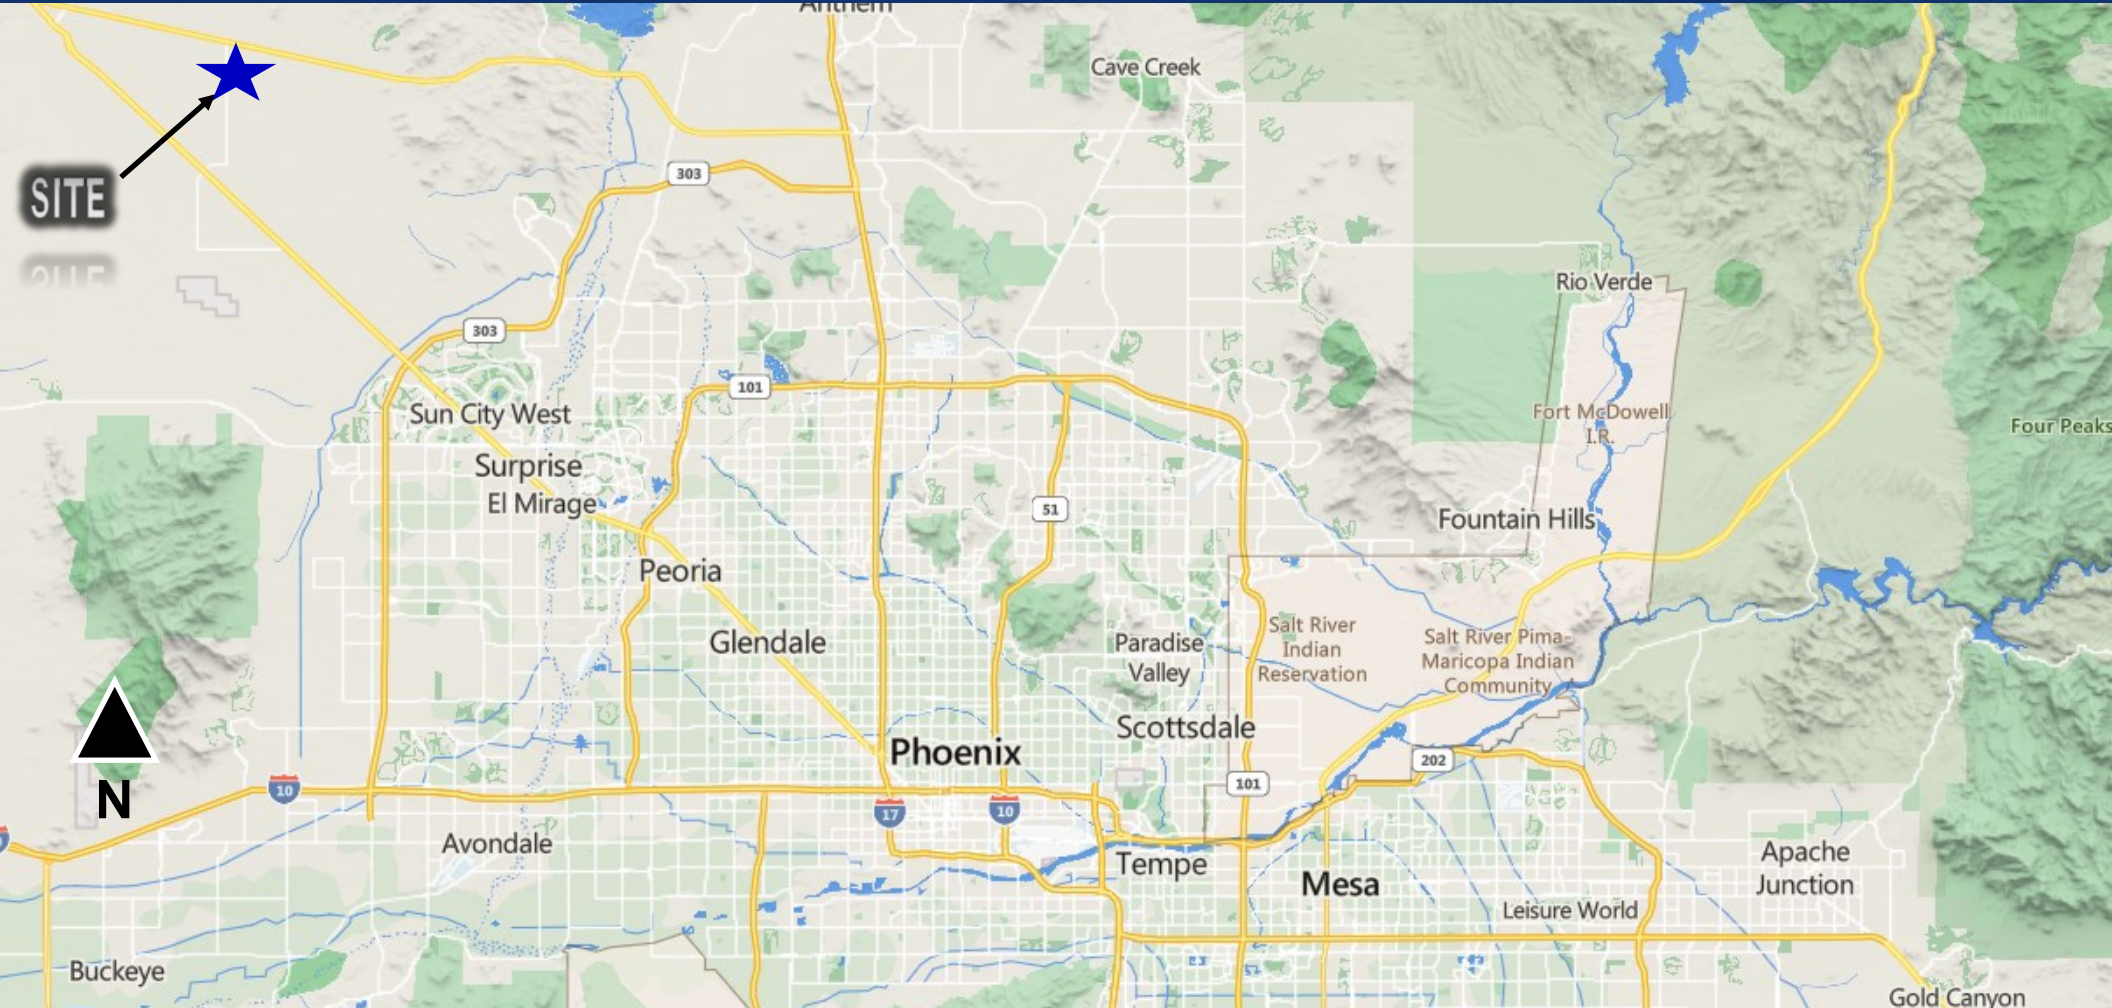 Anthem
Cave Creek
303
SITE
Rio Verde
303
101
Fort McDowell
I.R.
Sun City West
Four Peaks
Surprise
El Mirage
51
Fountain Hills
Peoria
Salt River
Indian
Reservation
Salt River Pima-
Maricopa Indian
Community
Glendale
Paradise
Valley
Scottsdale
Phoenix
202
101
10
N
17
10
Avondale
Tempe
Mesa
Apache
Junction
Leisure World
Buckeye
Gold Canyon